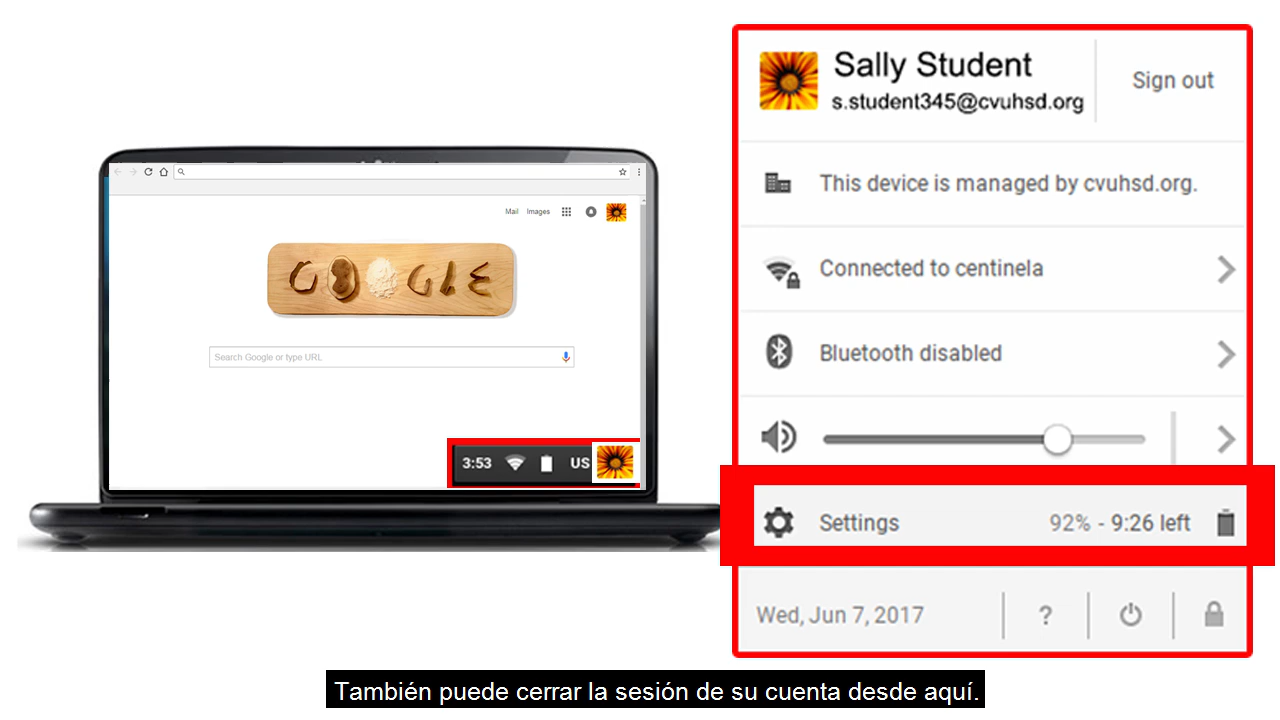 Mail Images
GOOGLE
Search Google or type URL
3:53 US
Sally Student
s.student345@cvuhsd.org
Sign out
This device is managed by cvuhsd.org.
Connected to centinela
Bluetooth disabled
Settings 92% - 9:26 left
Wed, Jun 7, 2017 ?
También puede cerrar la sesión de su cuenta desde aquí.